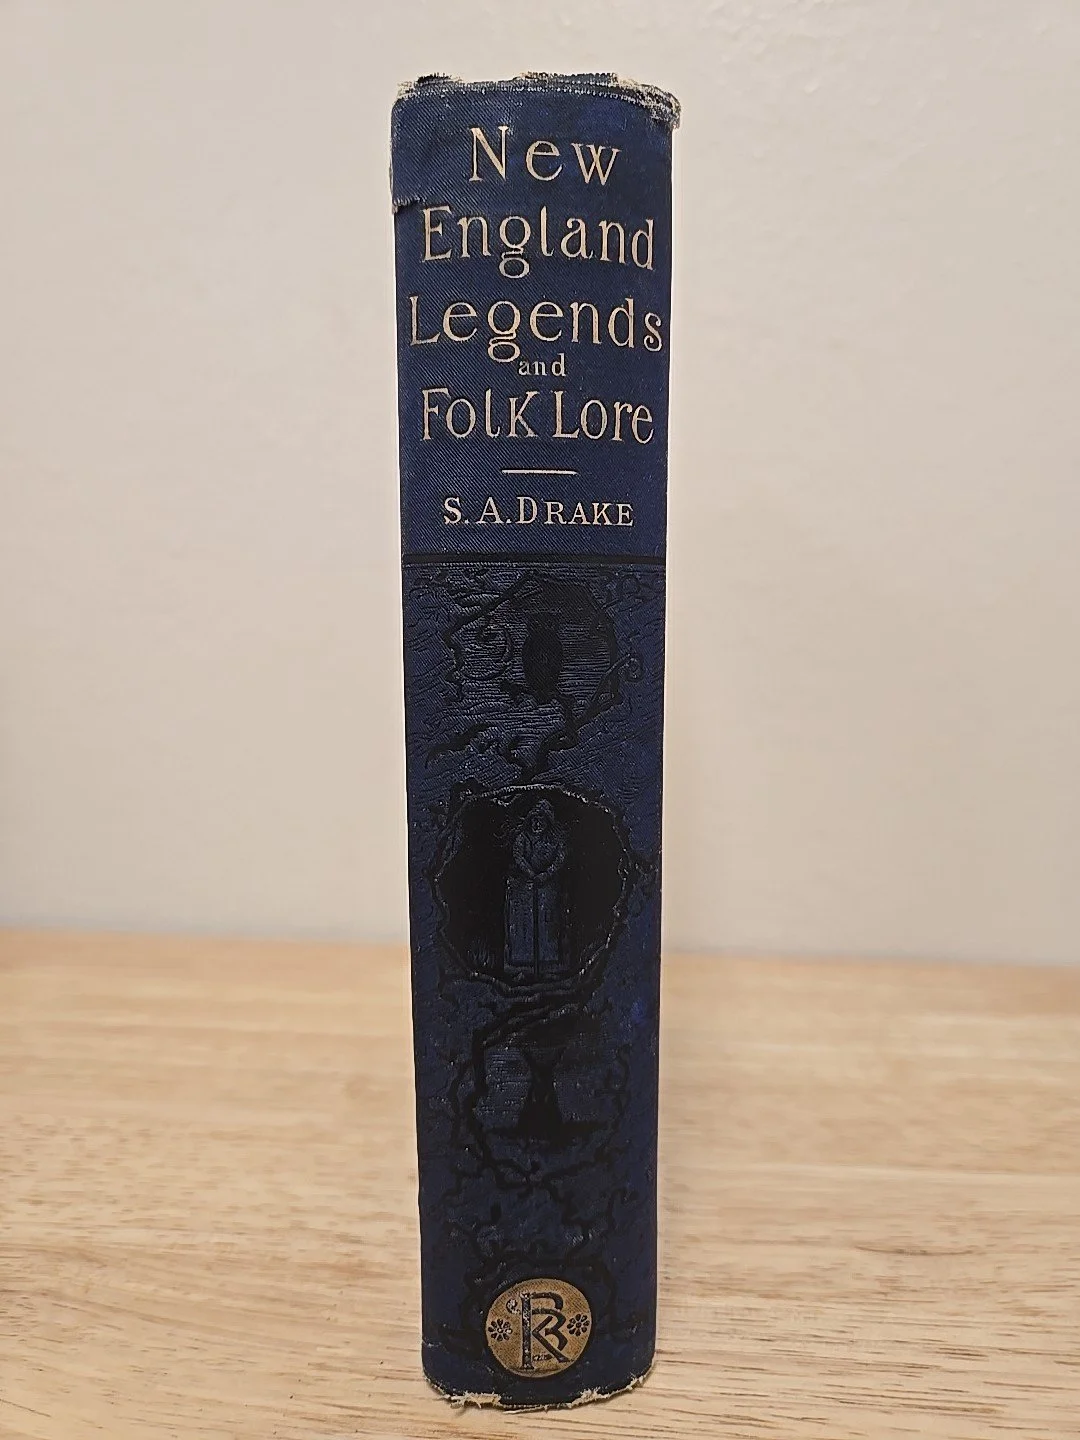 New
England
Legends
and
Folk Lore
S. A. DRAKE